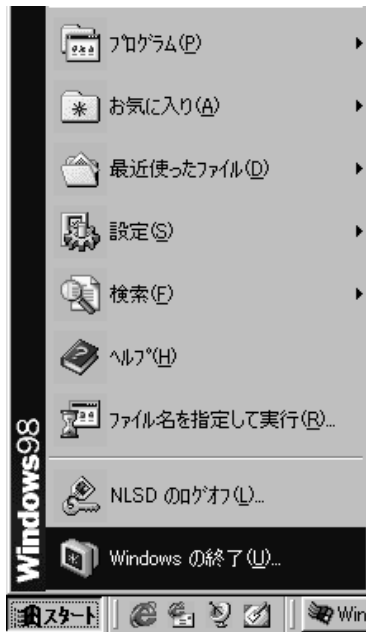 ﾌﾟﾛｸﾞﾗﾑ(P)
お気に入り(A)
最近使ったﾌｧｲﾙ(D)
設定(S)
検索(F)
ﾍﾙﾌﾟ(H)
ファイル名を指定して実行(R)...
NLSD のﾛｸﾞｵﾌ(L)...
Windows の終了(U)...
Windows98
スタート
Win